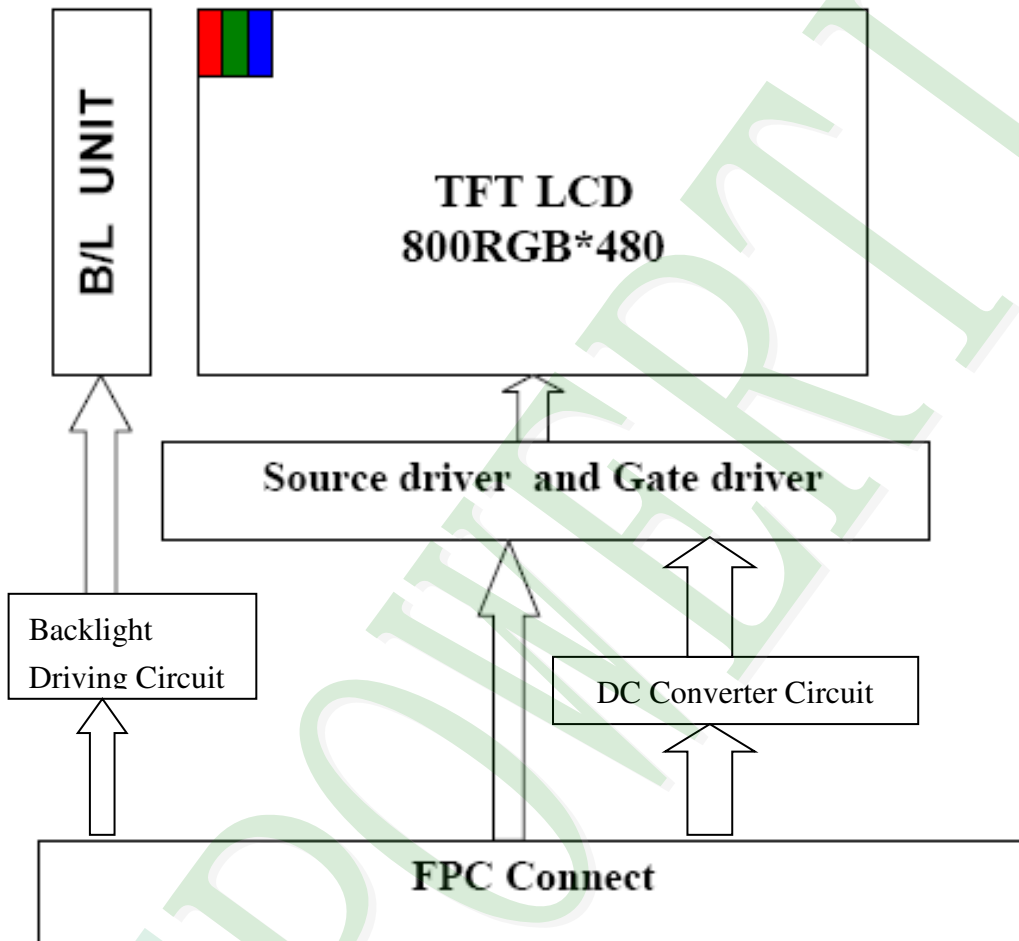 B/L UNIT
TFT LCD
800RGB*480
Source driver and Gate driver
Backlight
Driving Circuit
DC Converter Circuit
FPC Connect